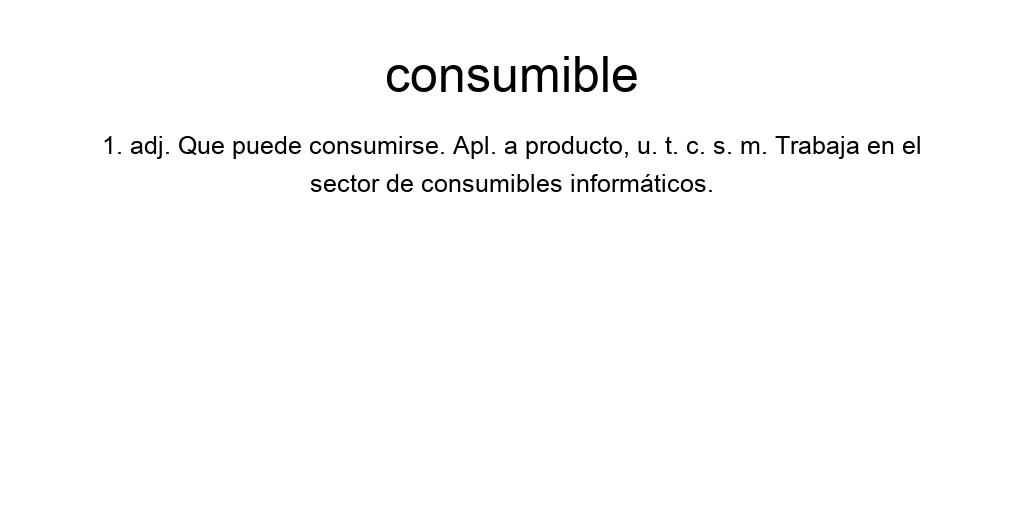 consumible
1. adj. Que puede consumirse. Apl. a producto, u. t. c. s. m. Trabaja en el
sector de consumibles informáticos.